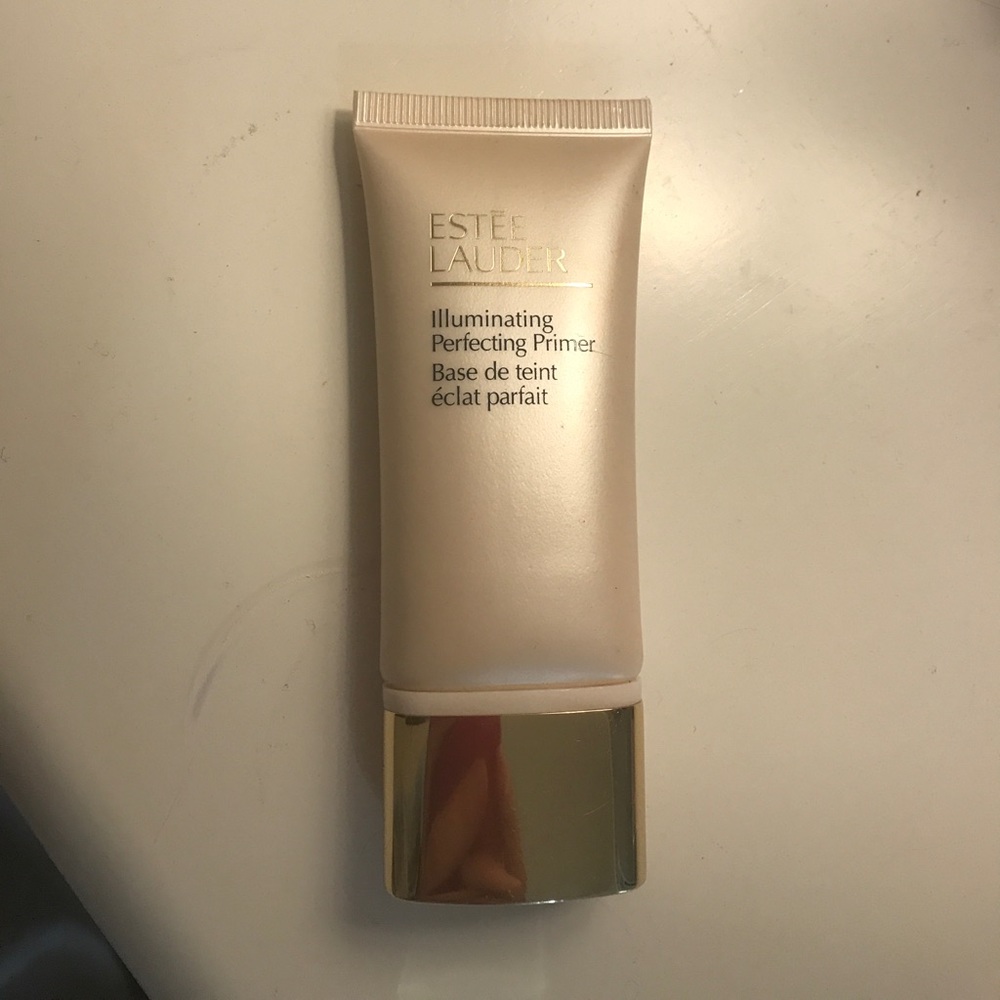 ESTĒE
LAUDER
Illuminating
Perfecting Primer
Base de teint
éclat parfait